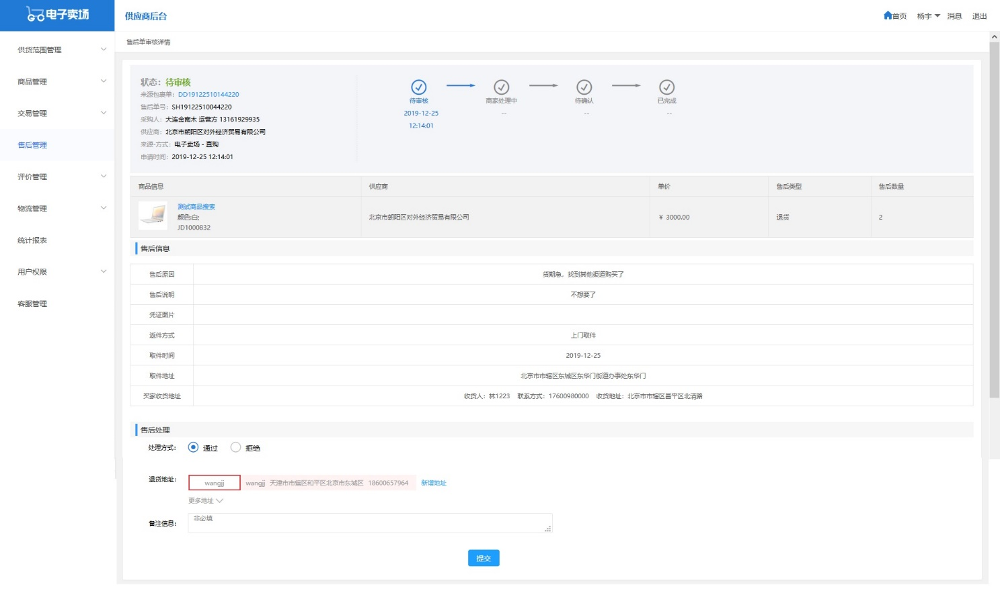 电子卖场
供应商后台
首页 杨宇 消息 退出
供货范围管理
商品管理
交易管理
售后管理
评价管理
物流管理
统计报表
用户权限
客服管理
售后单审核详情
状态：待审核
来源包裹单：DD19122510144220
售后单号：SH19122510044220
采购人：大连金南木 运营方 13161929935
供应商：北京市朝阳区对外经济贸易有限公司
来源-方式：电子卖场 - 直购
申请时间：2019-12-25 12:14:01
待审核 商家处理中 待确认 已完成
2019-12-25 -- -- --
12:14:01
商品信息 供应商 单价 售后类型 售后数量
测试商品搜索
颜色:白;
JD1000832
北京市朝阳区对外经济贸易有限公司 ¥ 3000.00 退货 2
售后信息
售后原因 货期急，找到其他渠道购买了
售后说明 不想要了
凭证图片
返件方式 上门取件
取件时间 2019-12-25
取件地址 北京市市辖区东城区东华门街道办事处东华门
买家收货地址 收货人：林1223 联系方式：17600980000 收货地址：北京市市辖区昌平区北清路
售后处理
处理方式： 通过 拒绝
退货地址： wangjj wangjj 天津市市辖区和平区北京市东城区 18600657964 新增地址
更多地址
备注信息： 非必填
提交